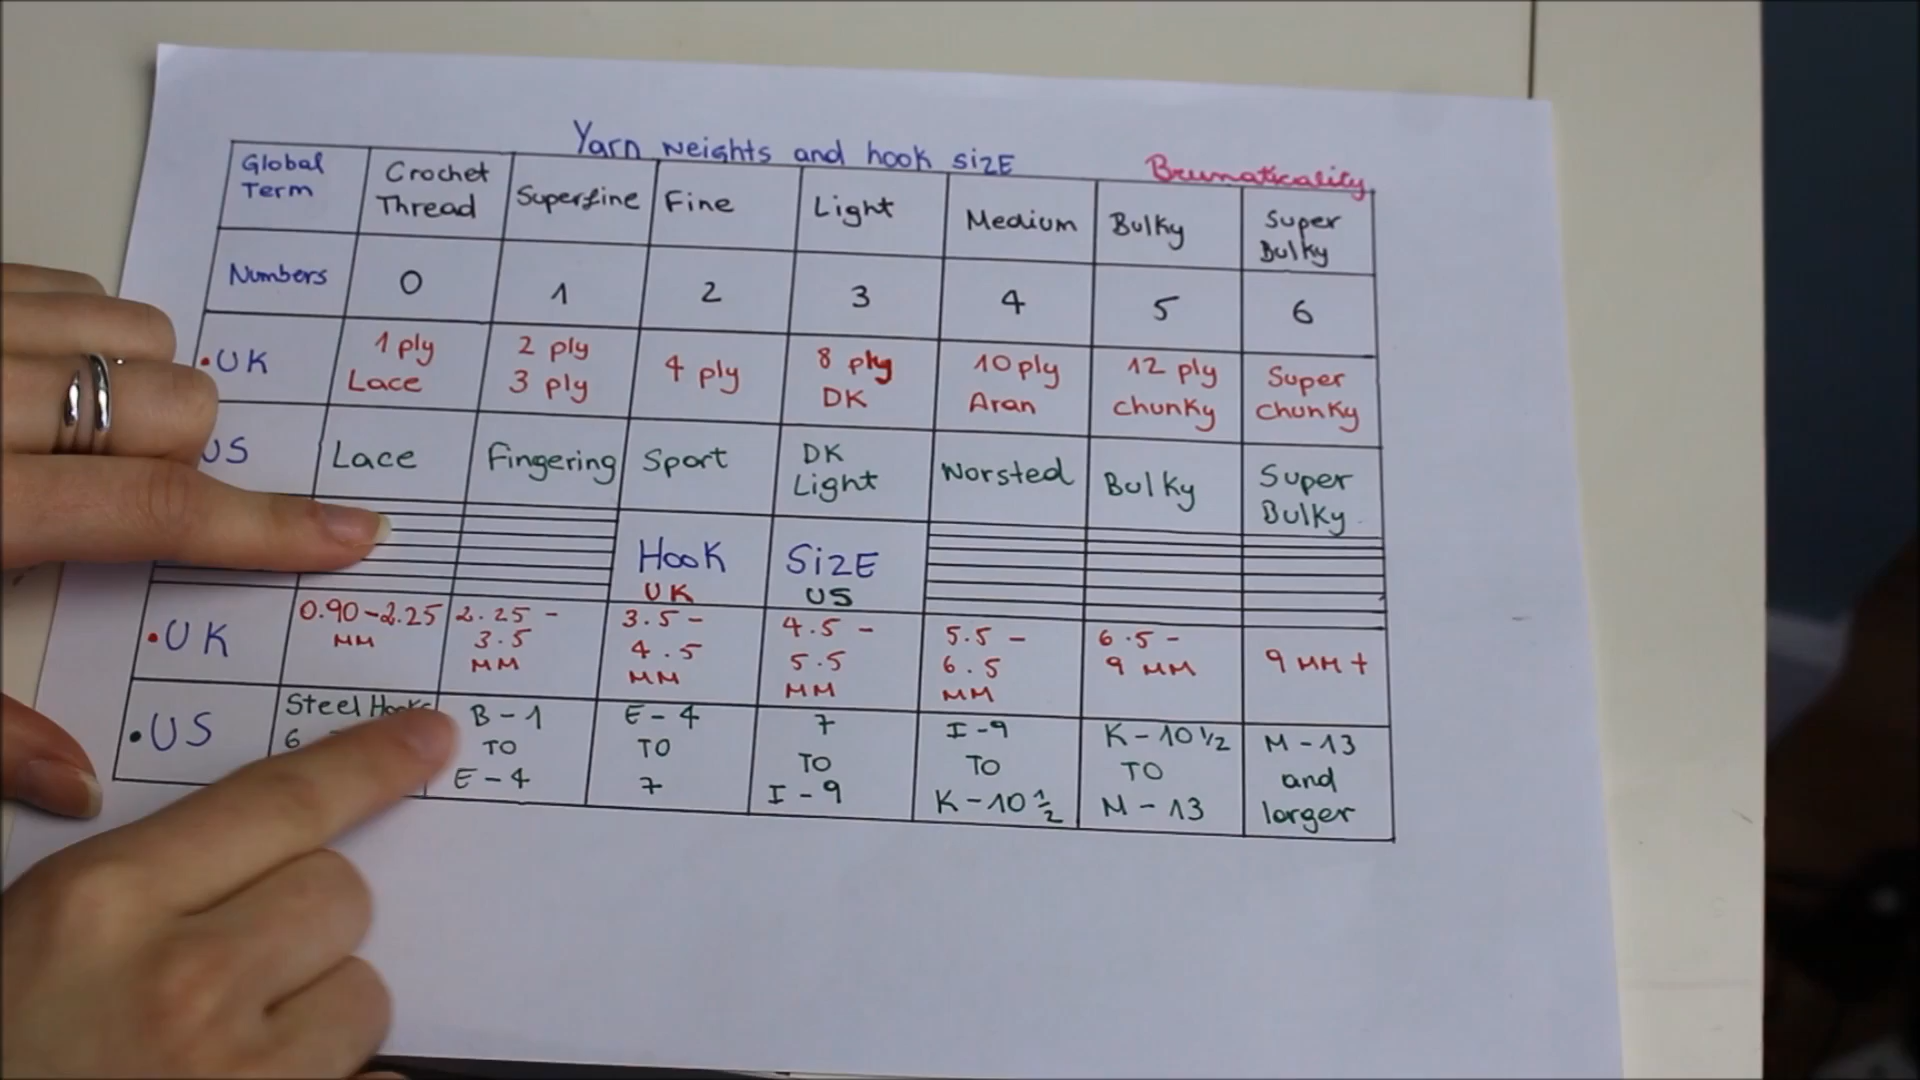 Yarn weights and hook size
Brumaticality
Global Term
Crochet Thread
Superfine
Fine
Light
Medium
Bulky
Super Bulky
Numbers
0
1
2
3
4
5
6
•UK
1 ply Lace
2 ply 3 ply
4 ply
8 ply DK
10 ply Aran
12 ply chunky
Super chunky
US
Lace
Fingering
Sport
DK Light
Worsted
Bulky
Super Bulky
Hook UK
Size US
•UK
0.90-2.25 MM
2.25 - 3.5 MM
3.5 - 4.5 MM
4.5 - 5.5 MM
5.5 - 6.5 MM
6.5 - 9 MM
9 MM +
•US
Steel Hooks 6
B-1 TO E-4
E-4 TO 7
7 TO I-9
I-9 TO K-10 1/2
K-10 1/2 TO M-13
M-13 and larger